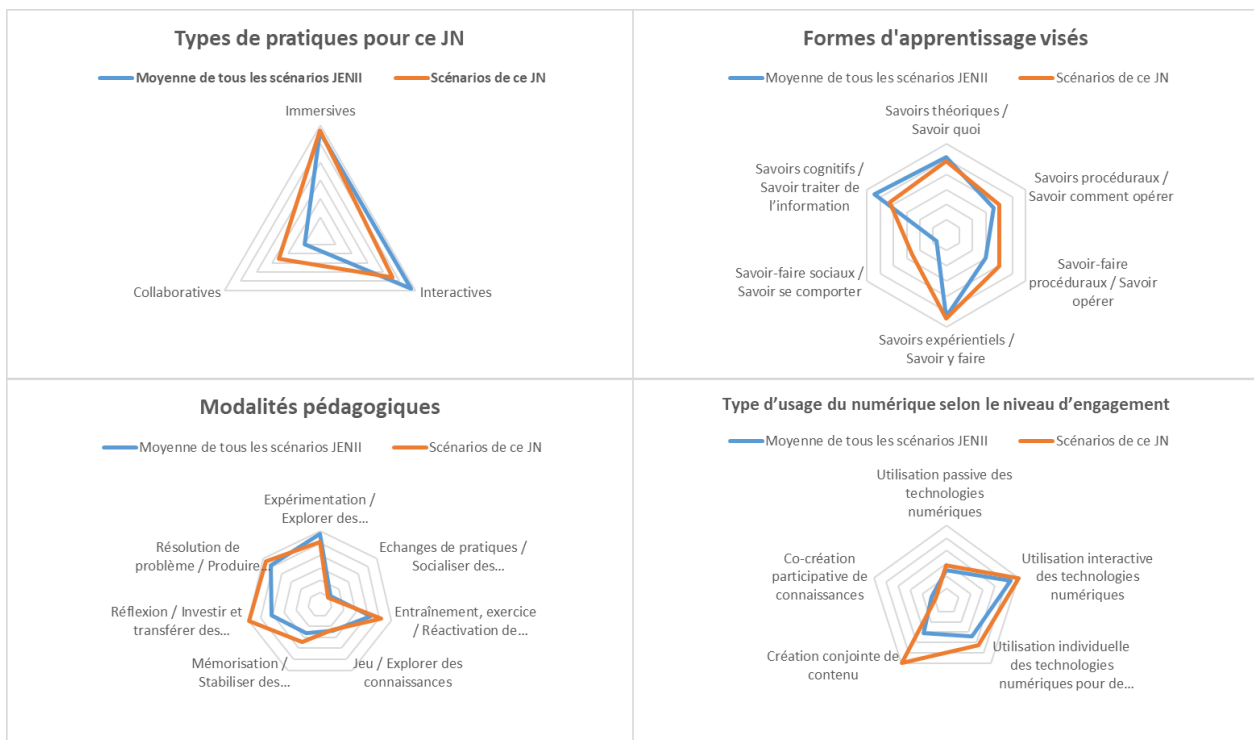 Types de pratiques pour ce JN
Moyenne de tous les scénarios JENII
Scénarios de ce JN
Immersives
Collaboratives
Interactives
Formes d'apprentissage visés
Moyenne de tous les scénarios JENII
Scénarios de ce JN
Savoirs théoriques /
Savoir quoi
Savoirs cognitifs /
Savoir traiter de
l'information
Savoirs procéduraux /
Savoir comment opérer
Savoir-faire sociaux /
Savoir se comporter
Savoir-faire
procéduraux / Savoir
opérer
Savoirs expérientiels /
Savoir y faire
Modalités pédagogiques
Moyenne de tous les scénarios JENII
Scénarios de ce JN
Expérimentation /
Explorer des...
Résolution de
problème / Produire...
Echanges de pratiques /
Socialiser des...
Réflexion / Investir et
transférer des...
Entraînement, exercice
/ Réactivation de...
Mémorisation /
Stabiliser des...
Jeu / Explorer des
connaissances
Type d'usage du numérique selon le niveau d'engagement
Moyenne de tous les scénarios JENII
Scénarios de ce JN
Utilisation passive des
technologies
numériques
Co-création
participative de
connaissances
Utilisation interactive
des technologies
numériques
Création conjointe de
contenu
Utilisation individuelle
des technologies
numériques pour de...